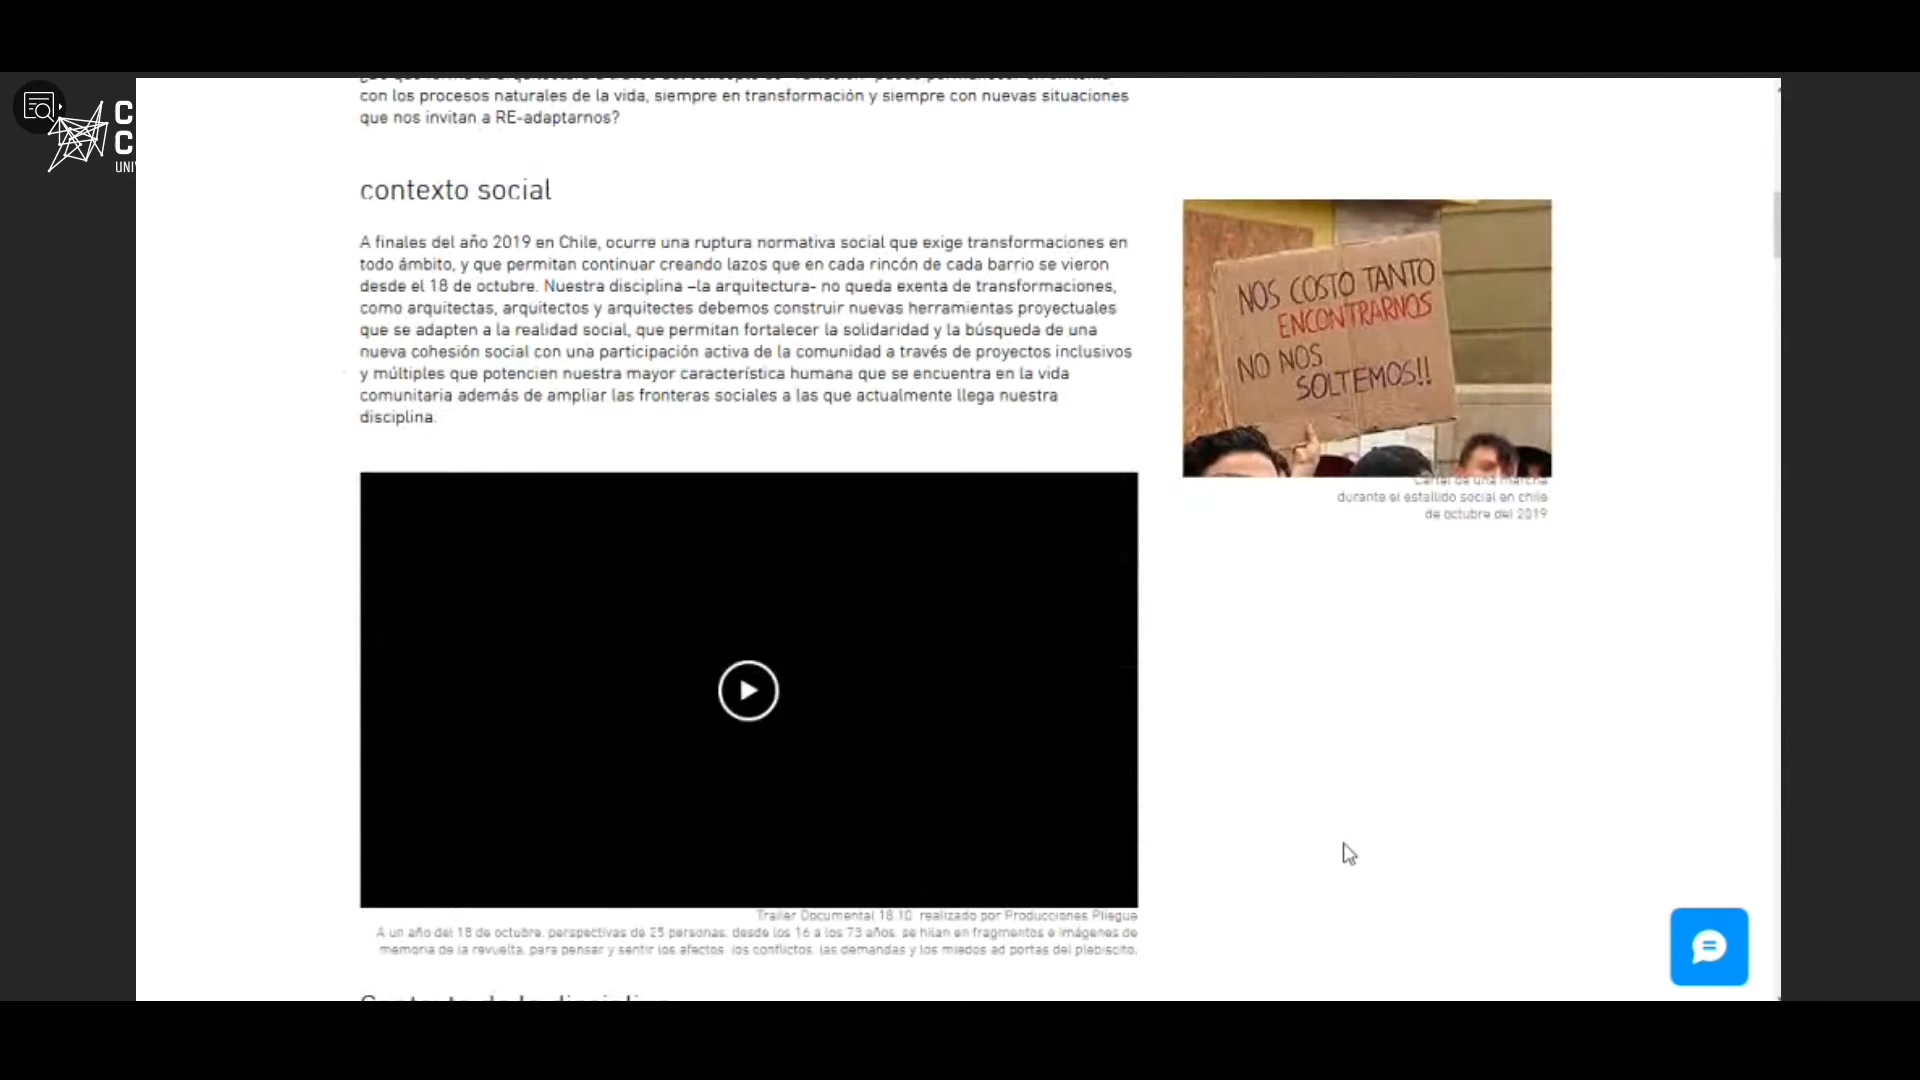 con los procesos naturales de la vida, siempre en transformación y siempre con nuevas situaciones
que nos invitan a RE-adaptarnos?
contexto social
A finales del año 2019 en Chile, ocurre una ruptura normativa social que exige transformaciones en
todo ámbito, y que permitan continuar creando lazos que en cada rincón de cada barrio se vieron
desde el 18 de octubre. Nuestra disciplina –la arquitectura- no queda exenta de transformaciones,
como arquitectas, arquitectos y arquitectes debemos construir nuevas herramientas proyectuales
que se adapten a la realidad social, que permitan fortalecer la solidaridad y la búsqueda de una
nueva cohesión social con una participación activa de la comunidad a través de proyectos inclusivos
y múltiples que potencien nuestra mayor característica humana que se encuentra en la vida
comunitaria además de ampliar las fronteras sociales a las que actualmente llega nuestra
disciplina.
NOS COSTO TANTO
ENCONTRARNOS
NO NOS
SOLTEMOS!!
Cartel de una marcha
durante el estallido social en chile
de octubre del 2019
Trailer Documental 18.10 realizado por Producciones Pliegue
A un año del 18 de octubre, perspectivas de 25 personas, desde los 16 a los 73 años, se hilan en fragmentos e imágenes de
memoria de la revuelta, para pensar y sentir los afectos, los conflictos, las demandas y los miedos ad portas del plebiscito.
C
C
UNI